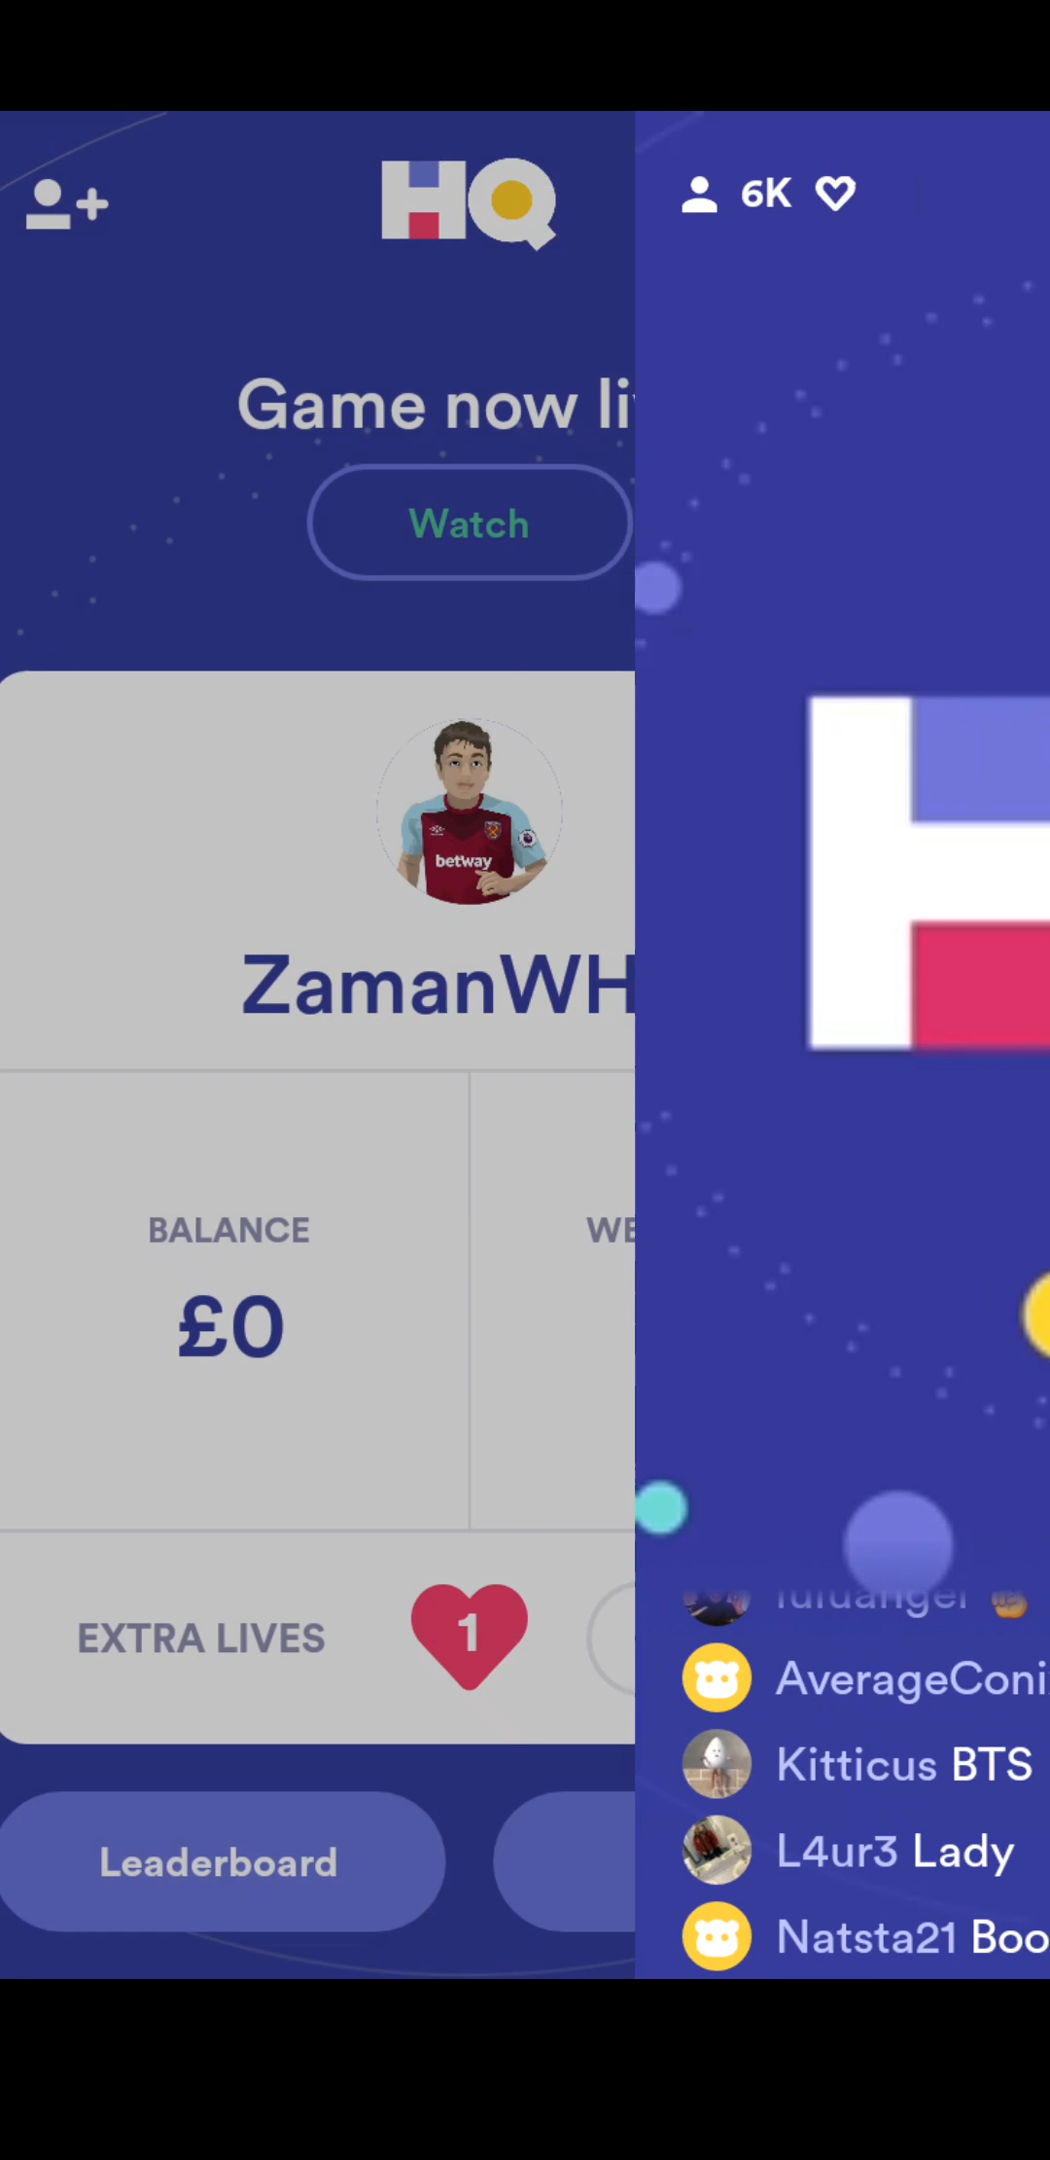 HQ
Game now li
Watch
betway
ZamanWH
BALANCE
WE
£0
EXTRA LIVES
1
Leaderboard
6K
H
AverageConi
Kitticus BTS
L4ur3 Lady
Natsta21 Boo